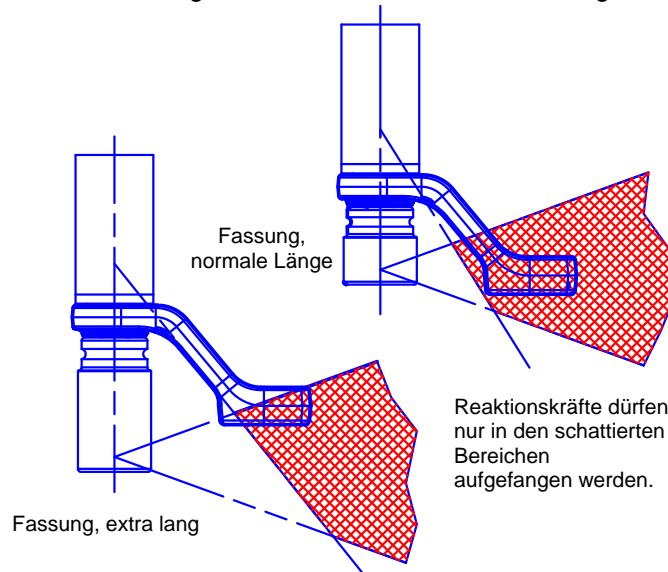 Fassung,
normale Länge
Reaktionskräfte dürfen
nur in den schattierten
Bereichen
aufgefangen werden.
Fassung, extra lang